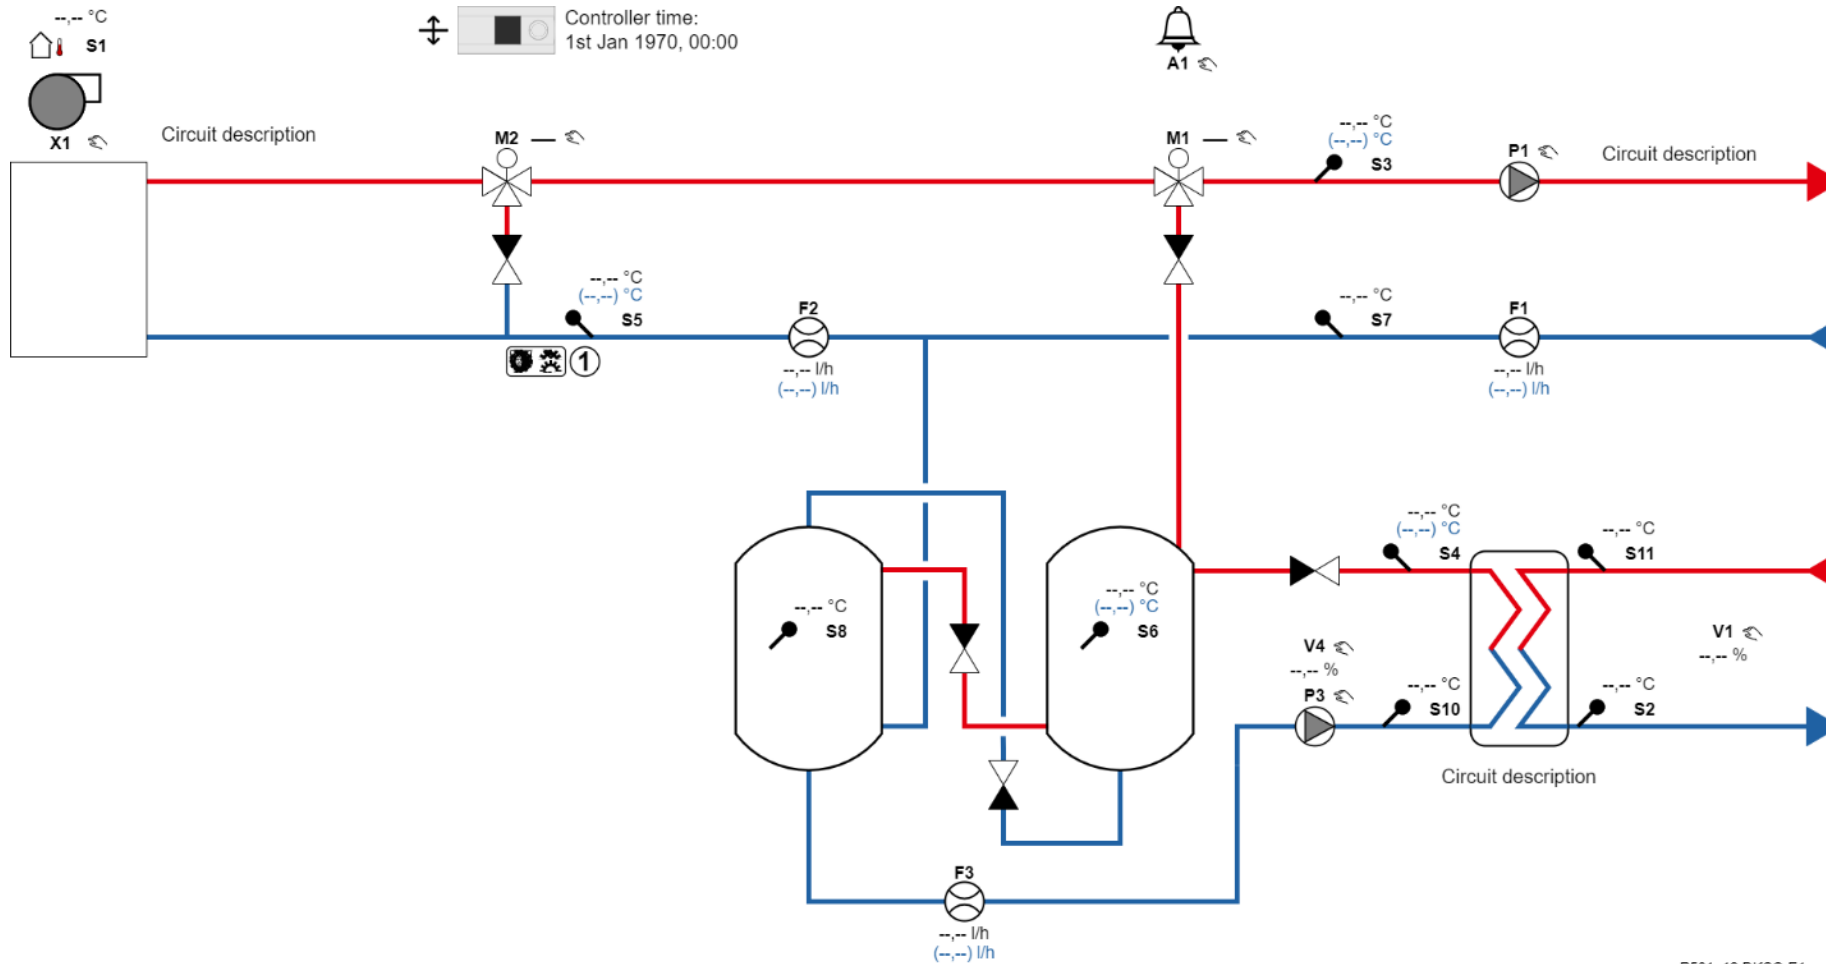 --,-- °C
S1
X1
Controller time:
1st Jan 1970, 00:00
A1
Circuit description
M2
M1
--,-- °C
(--,--) °C
S3
P1
Circuit description
--,-- °C
(--,--) °C
S5
1
F2
--,-- l/h
(--,--) l/h
--,-- °C
S7
F1
--,-- l/h
(--,--) l/h
--,-- °C
S8
--,-- °C
(--,--) °C
S6
--,-- °C
(--,--) °C
S4
--,-- °C
S11
V4
--,-- %
P3
--,-- °C
S10
--,-- °C
S2
V1
--,-- %
Circuit description
F3
--,-- l/h
(--,--) l/h